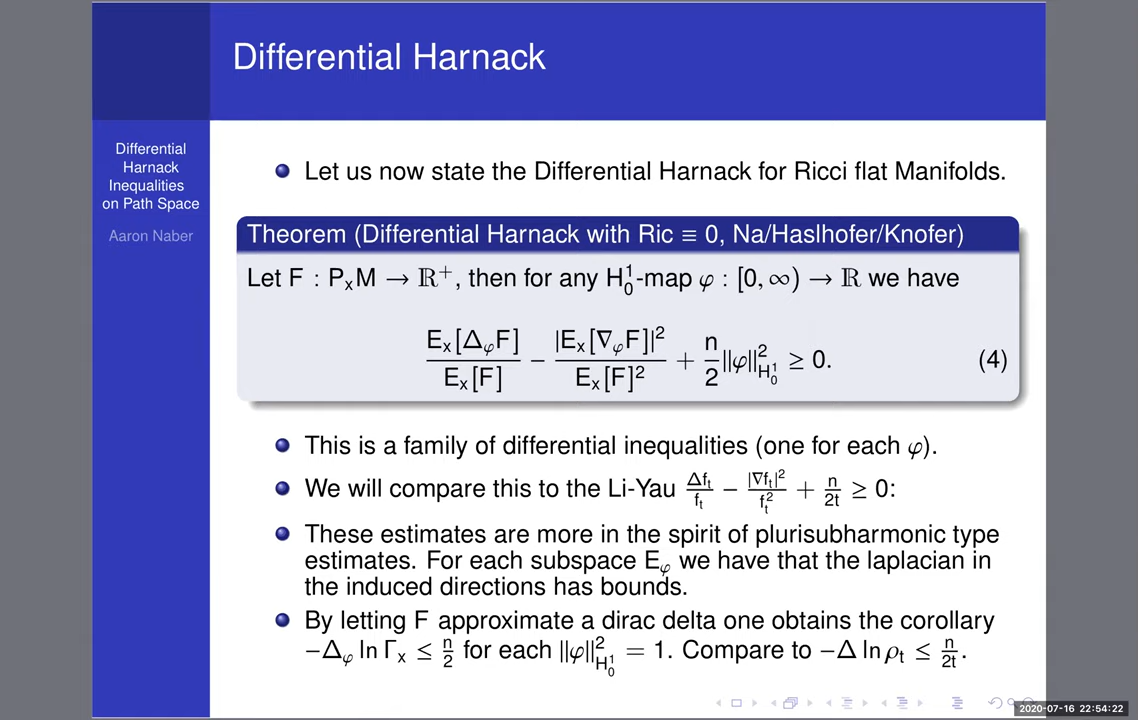 Differential Harnack
Differential
Harnack
Inequalities
on Path Space
Aaron Naber
Let us now state the Differential Harnack for Ricci flat Manifolds.
Theorem (Differential Harnack with Ric ≡ 0, Na/Haslhofer/Knofer)
Let F : PₓM → ℝ⁺, then for any H¹₀-map φ : [0, ∞) → ℝ we have
Eₓ[Δ_φF]/Eₓ[F] − |Eₓ[∇_φF]|²/Eₓ[F]² + n/2 ||φ||²_{H¹₀} ≥ 0. (4)
This is a family of differential inequalities (one for each φ).
We will compare this to the Li-Yau Δfₜ/fₜ − |∇fₜ|²/fₜ² + n/2t ≥ 0:
These estimates are more in the spirit of plurisubharmonic type
estimates. For each subspace E_φ we have that the laplacian in
the induced directions has bounds.
By letting F approximate a dirac delta one obtains the corollary
−Δ_φ ln Γₓ ≤ n/2 for each ||φ||²_{H¹₀} = 1. Compare to −Δ ln ρₜ ≤ n/2t.
2020-07-16 22:54:22